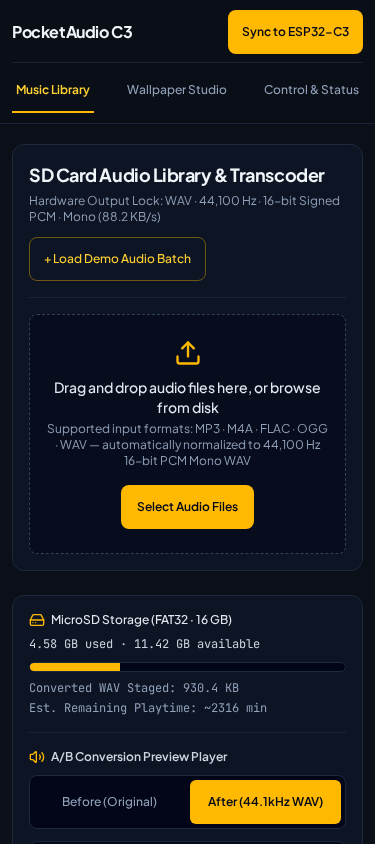 PocketAudio C3
Sync to ESP32-C3
Music Library
Wallpaper Studio
Control & Status
SD Card Audio Library & Transcoder
Hardware Output Lock: WAV · 44,100 Hz · 16-bit Signed
PCM · Mono (88.2 KB/s)
+ Load Demo Audio Batch
Drag and drop audio files here, or browse
from disk
Supported input formats: MP3 · M4A · FLAC · OGG
· WAV — automatically normalized to 44,100 Hz
16-bit PCM Mono WAV
Select Audio Files
MicroSD Storage (FAT32 · 16 GB)
4.58 GB used · 11.42 GB available
Converted WAV Staged: 930.4 KB
Est. Remaining Playtime: ~2316 min
A/B Conversion Preview Player
Before (Original)
After (44.1kHz WAV)